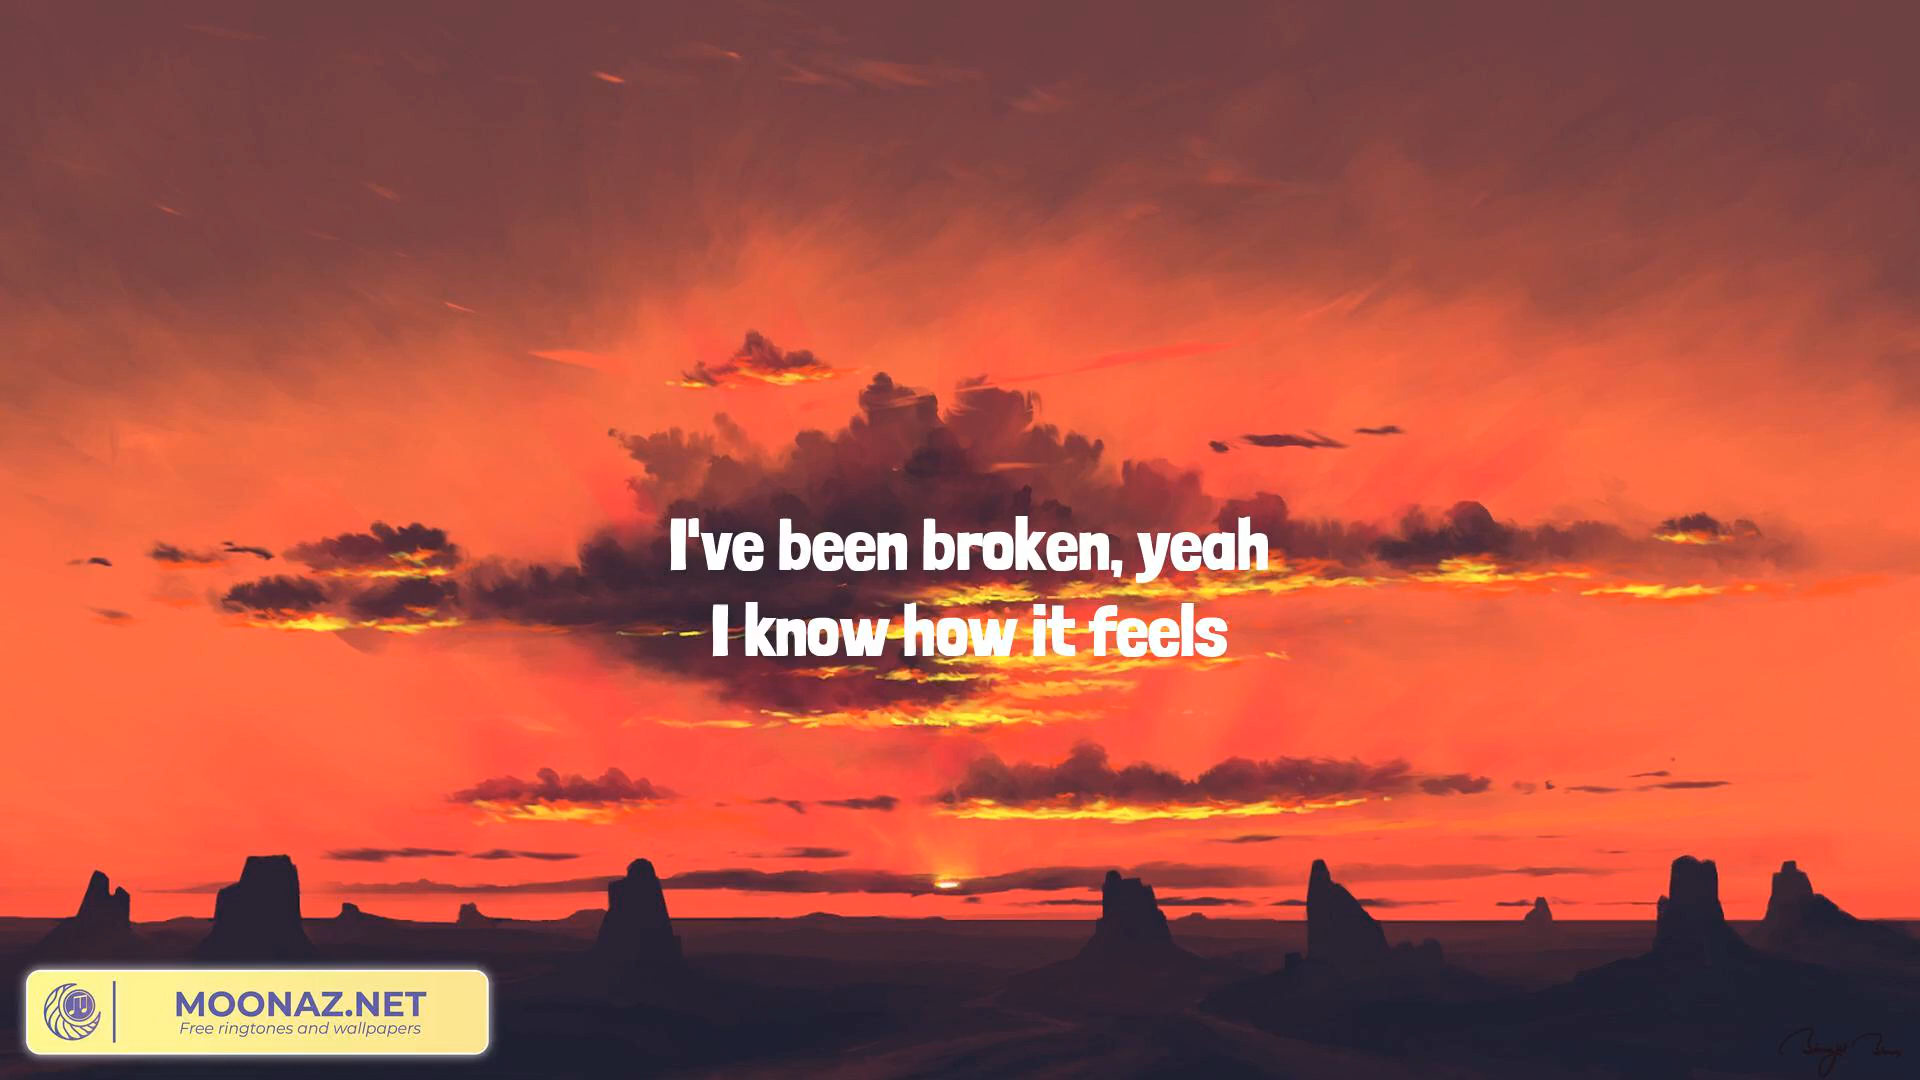 I've been broken, yeah
I know how it feels
MOONAZ.NET
Free ringtones and wallpapers